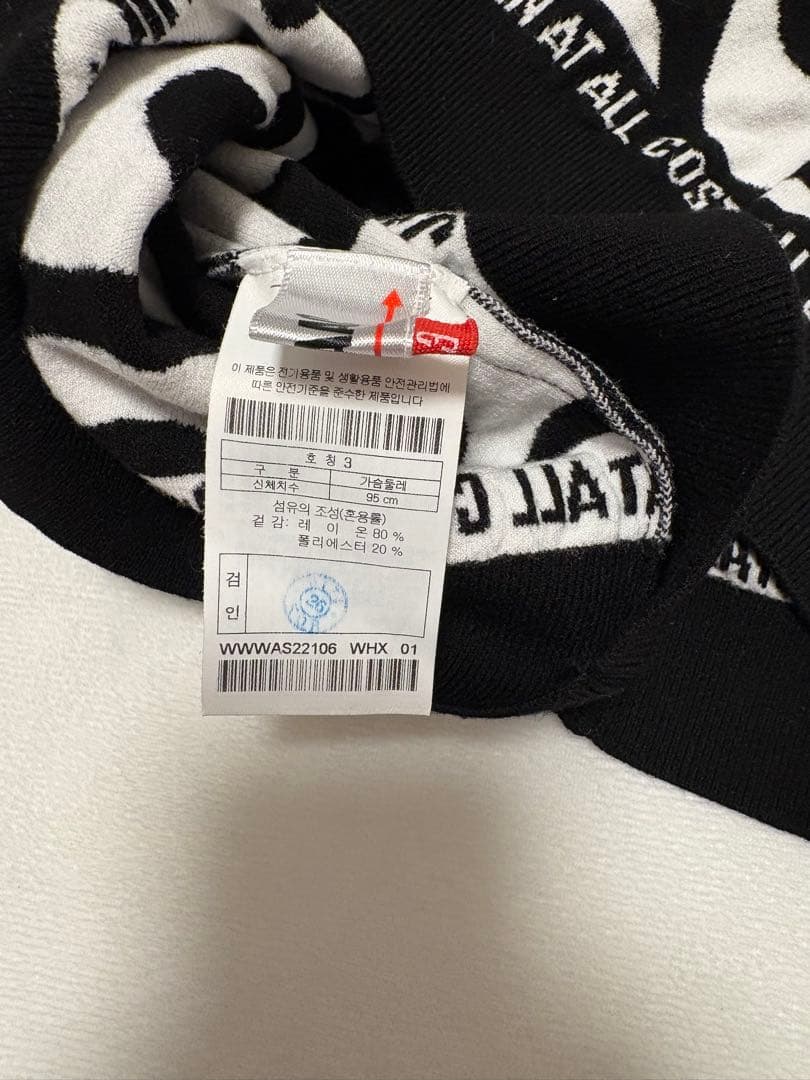 N AT ALL COST
이 제품은 전기용품 및 생활용품 안전관리법에
따른 안전기준을 준수한 제품입니다
호 칭 3
구 분 가슴둘레
신체치수 95 cm
섬유의 조성(혼용률)
겉 감: 레 이 온 80 %
폴리에스터 20 %
검
인
26
WWWAS22106 WHX 01
AT ALL C